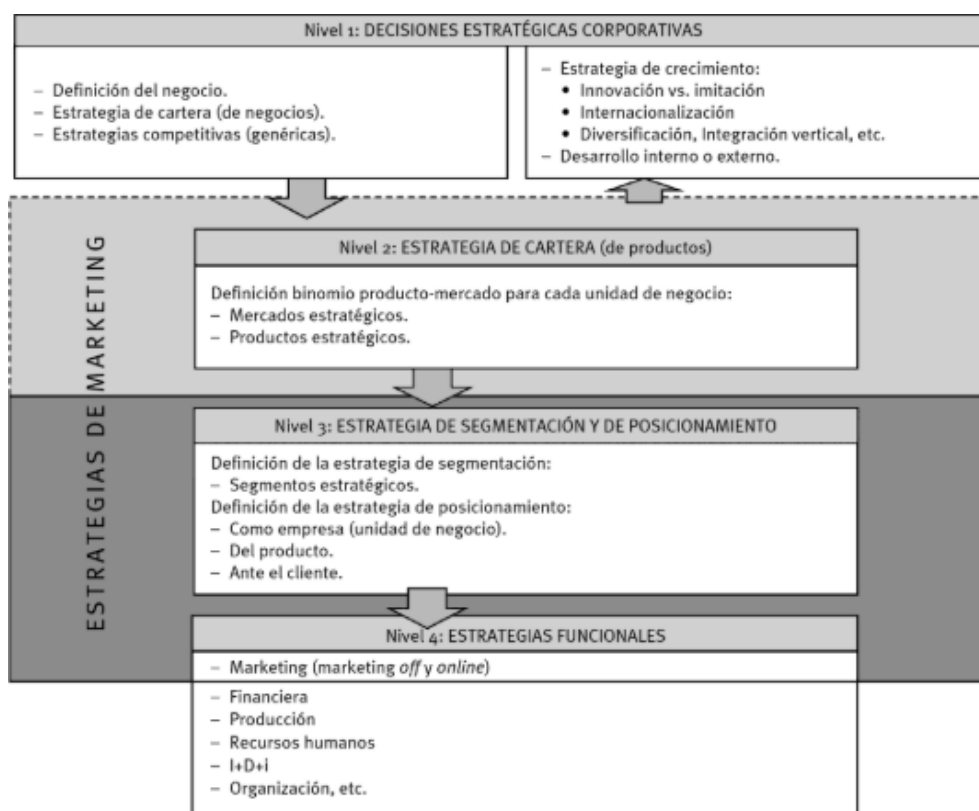 Nivel 1: DECISIONES ESTRATÉGICAS CORPORATIVAS
– Definición del negocio.
– Estrategia de cartera (de negocios).
– Estrategias competitivas (genéricas).
– Estrategia de crecimiento:
• Innovación vs. imitación
• Internacionalización
• Diversificación, Integración vertical, etc.
– Desarrollo interno o externo.
ESTRATEGIAS DE MARKETING
Nivel 2: ESTRATEGIA DE CARTERA (de productos)
Definición binomio producto-mercado para cada unidad de negocio:
– Mercados estratégicos.
– Productos estratégicos.
Nivel 3: ESTRATEGIA DE SEGMENTACIÓN Y DE POSICIONAMIENTO
Definición de la estrategia de segmentación:
– Segmentos estratégicos.
Definición de la estrategia de posicionamiento:
– Como empresa (unidad de negocio).
– Del producto.
– Ante el cliente.
Nivel 4: ESTRATEGIAS FUNCIONALES
– Marketing (marketing off y online)
– Financiera
– Producción
– Recursos humanos
– I+D+i
– Organización, etc.